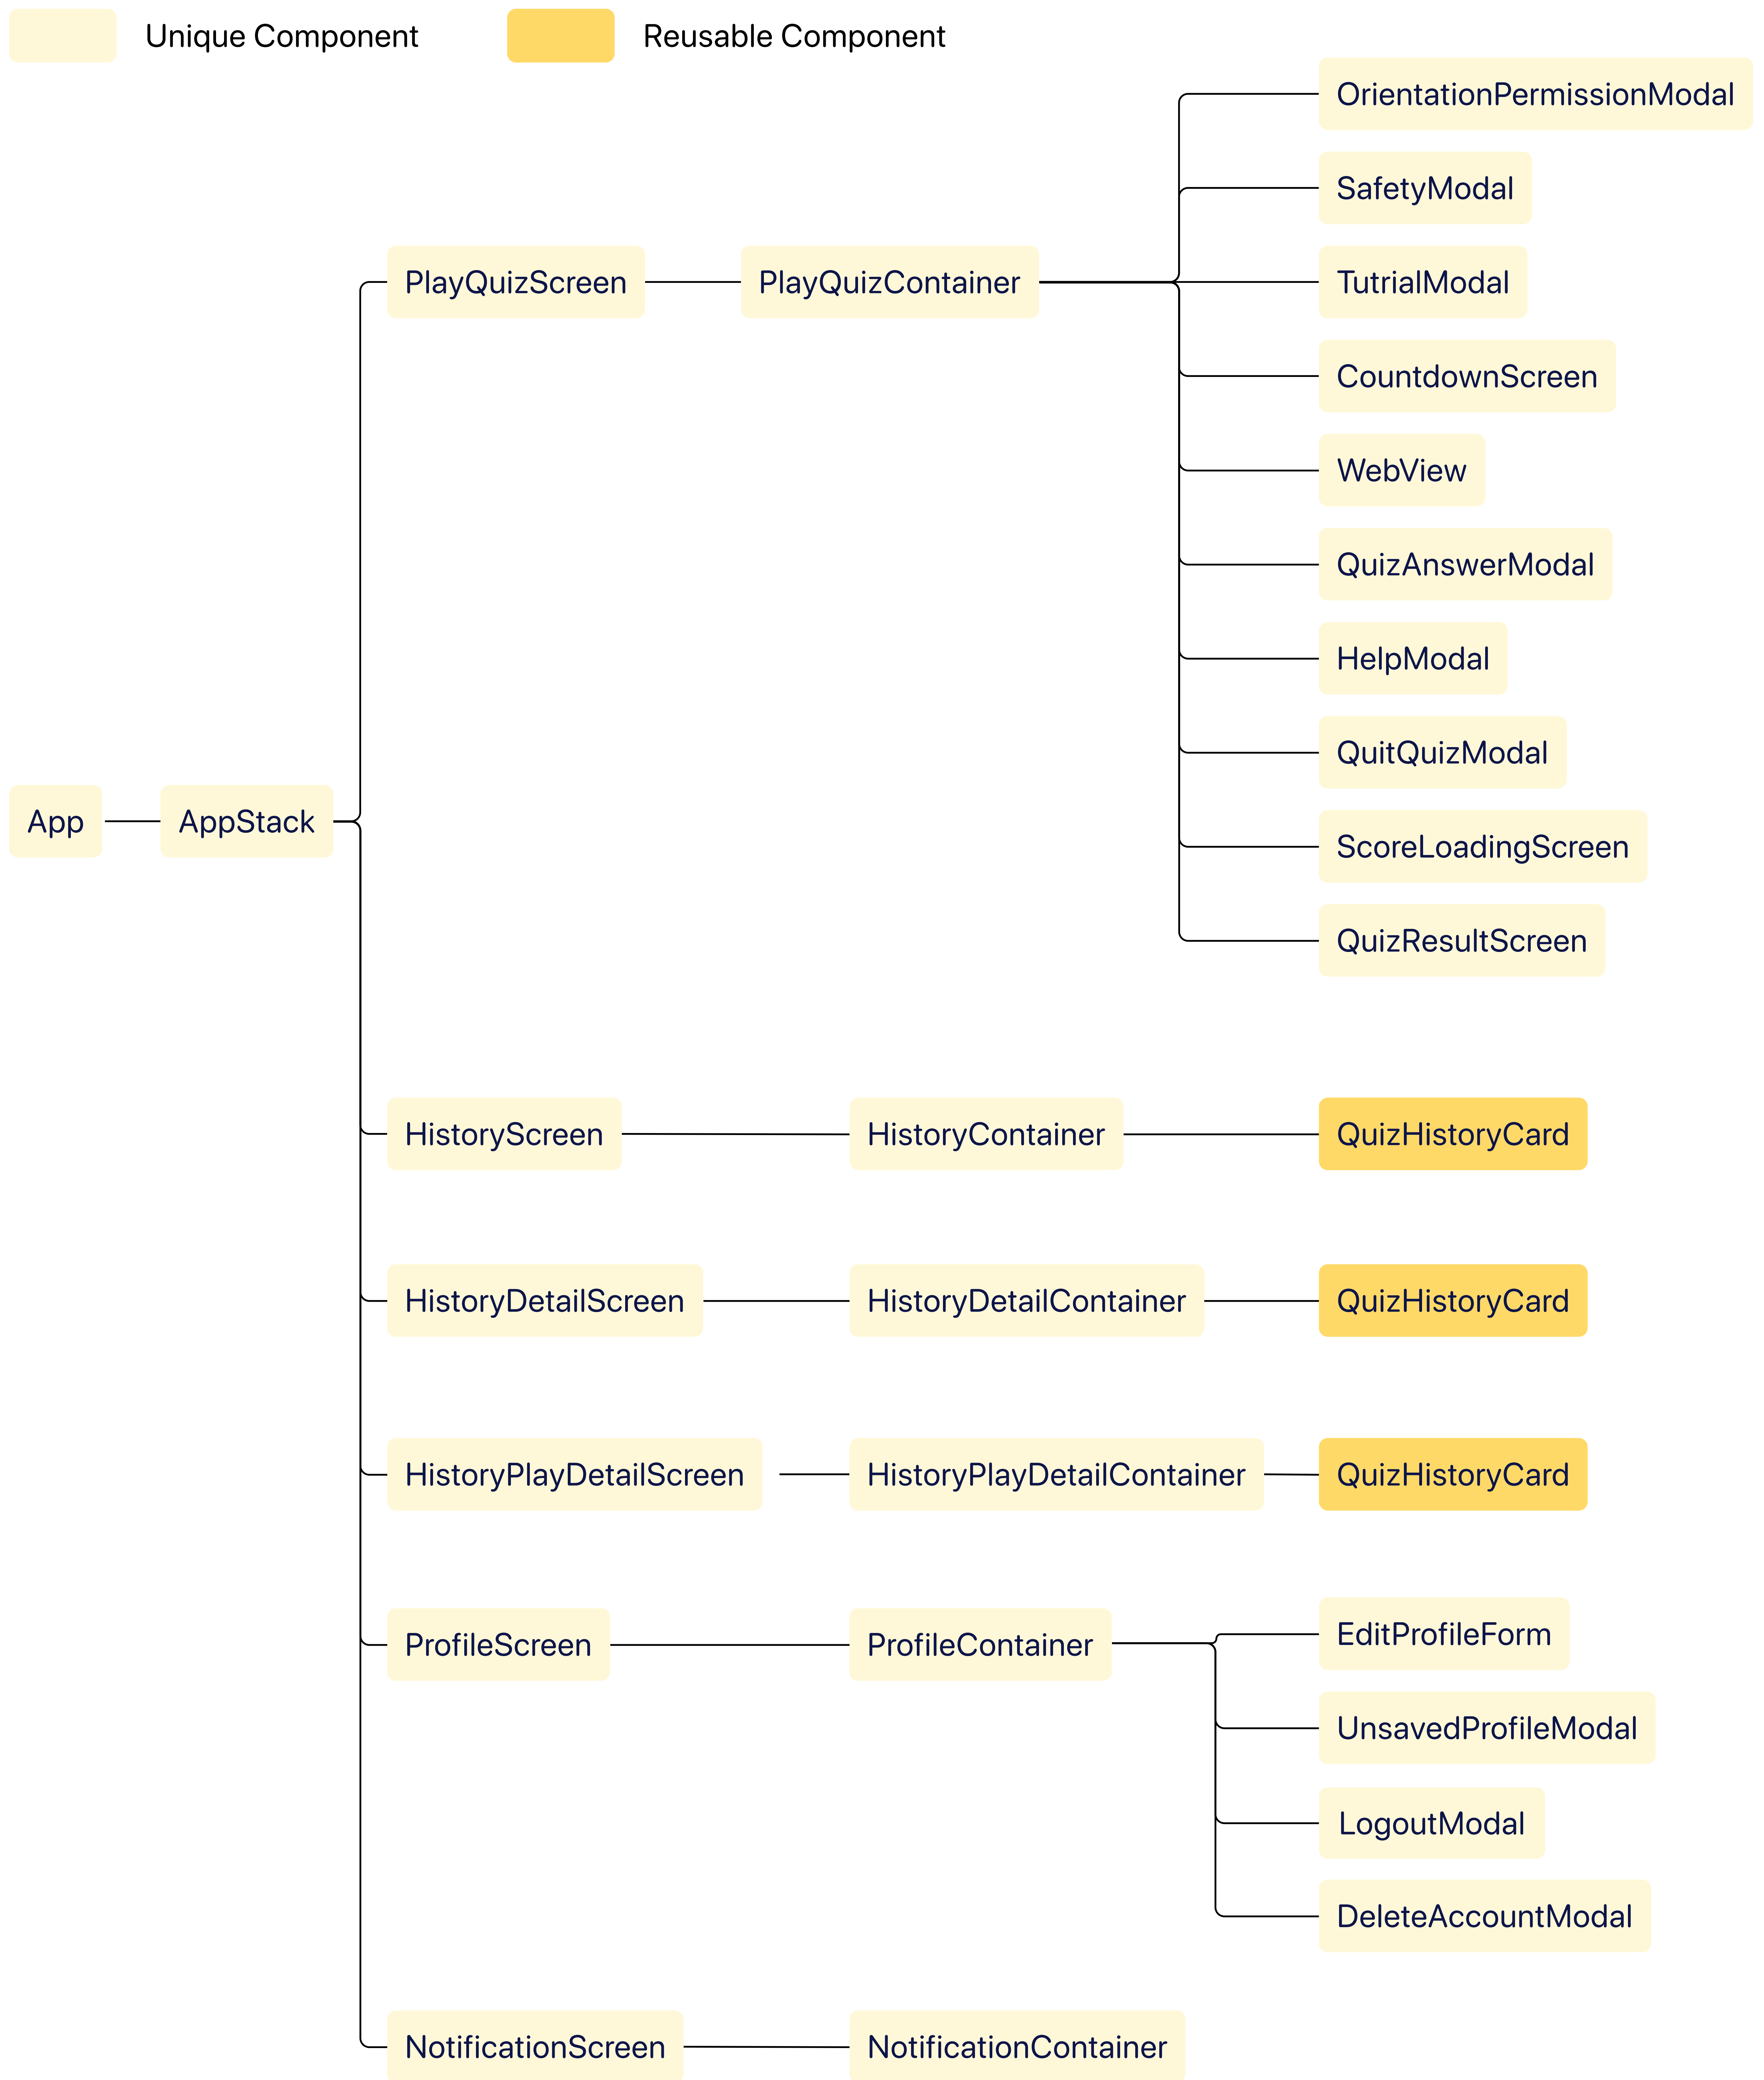 Unique Component
Reusable Component
OrientationPermissionModal
SafetyModal
PlayQuizScreen
PlayQuizContainer
TutrialModal
CountdownScreen
WebView
QuizAnswerModal
HelpModal
QuitQuizModal
App
AppStack
ScoreLoadingScreen
QuizResultScreen
HistoryScreen
HistoryContainer
QuizHistoryCard
HistoryDetailScreen
HistoryDetailContainer
QuizHistoryCard
HistoryPlayDetailScreen
HistoryPlayDetailContainer
QuizHistoryCard
ProfileScreen
ProfileContainer
EditProfileForm
UnsavedProfileModal
LogoutModal
DeleteAccountModal
NotificationScreen
NotificationContainer